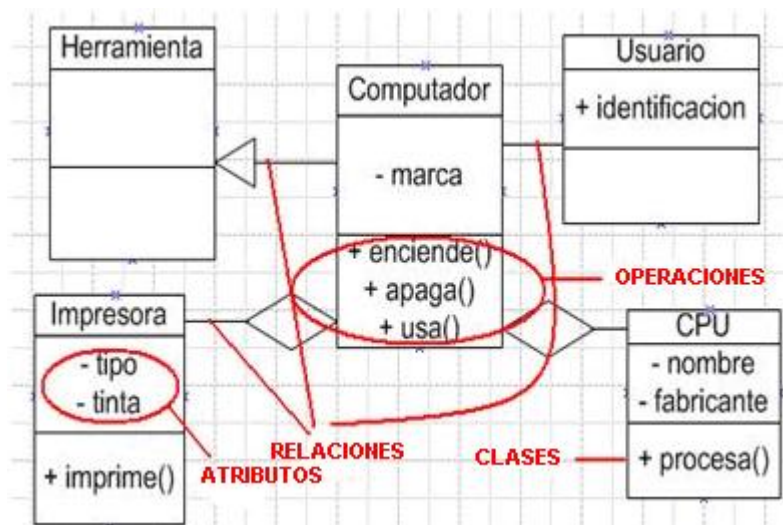 Herramienta
Computador
- marca
+ enciende()
+ apaga()
+ usa()
Usuario
+ identificacion
OPERACIONES
Impresora
- tipo
- tinta
+ imprime()
RELACIONES
ATRIBUTOS
CLASES
CPU
- nombre
- fabricante
+ procesa()